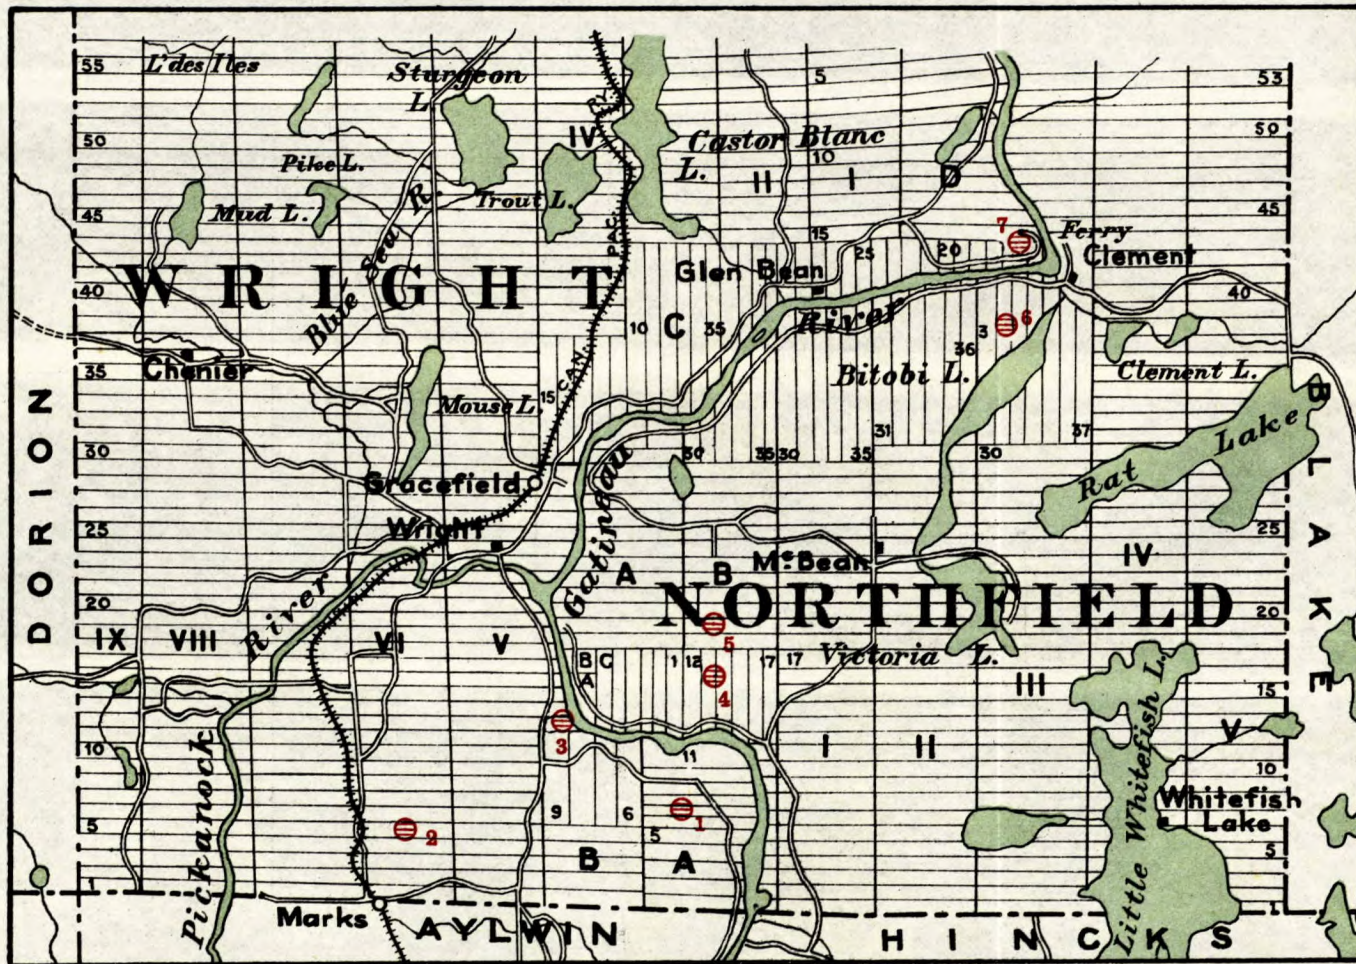 55
L'des Iles
Sturgeon
L.
RY.
5
53
50
Pike L.
IV
Castor Blanc
L.
II
10
I
D
50
45
Mud L.
Blue Sea R.
Trout L.
PAC.
15
25
20
7
Ferry
45
Clement
40
WRIGHT
Glen Bean
River
40
10
C
35
3
6
36
35
Chenier
Mouse L.
15
CAN.
Bitobi L.
Clement L.
30
Gracefield
Gatineau
30
35
30
35
31
30
37
Rat Lake
25
Wright
25
A
B
McBean
IV
NORTHFIELD
II
20
River
20
IX
VIII
VI
V
B
C
A
1
12
17
17
5
4
Victoria L.
III
15
Pickanock
3
10
11
I
II
V
10
Little Whitefish L.
Whitefish
Lake
9
6
5
1
2
5
B
A
5
1
1
Marks
AYLWIN
HINCKS
DORION
BLAKE